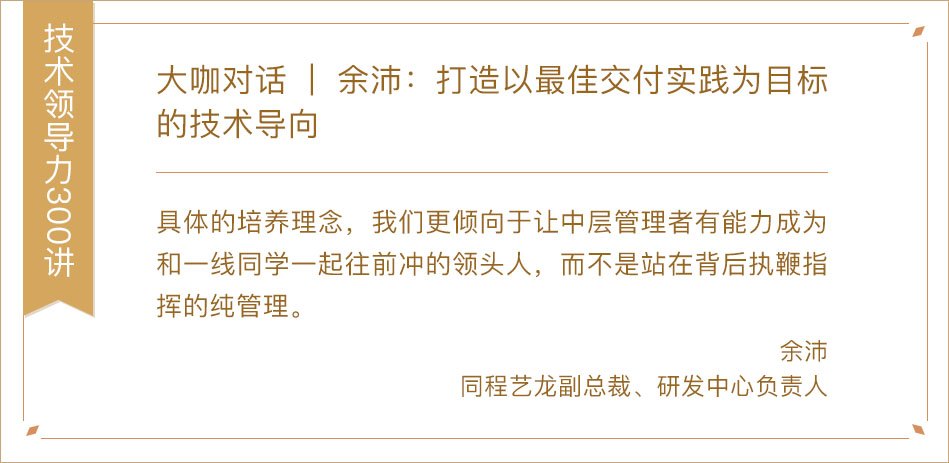 技术领导力300讲
大咖对话 | 余沛：打造以最佳交付实践为目标
的技术导向
具体的培养理念，我们更倾向于让中层管理者有能力成为
和一线同学一起往前冲的领头人，而不是站在背后执鞭指
挥的纯管理。
余沛
同程艺龙副总裁、研发中心负责人